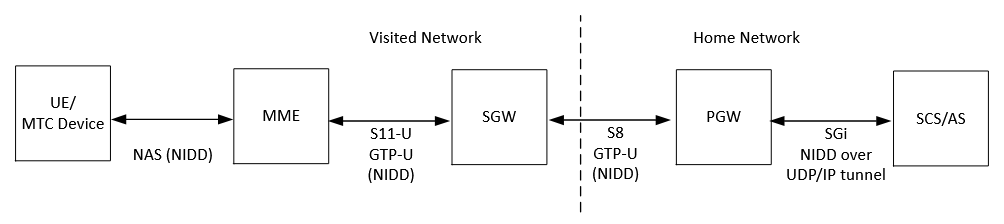 Visited Network
Home Network
UE/
MTC Device
MME
SGW
PGW
SCS/AS
NAS (NIDD)
S11-U
GTP-U
(NIDD)
S8
GTP-U
(NIDD)
SGi
NIDD over
UDP/IP tunnel